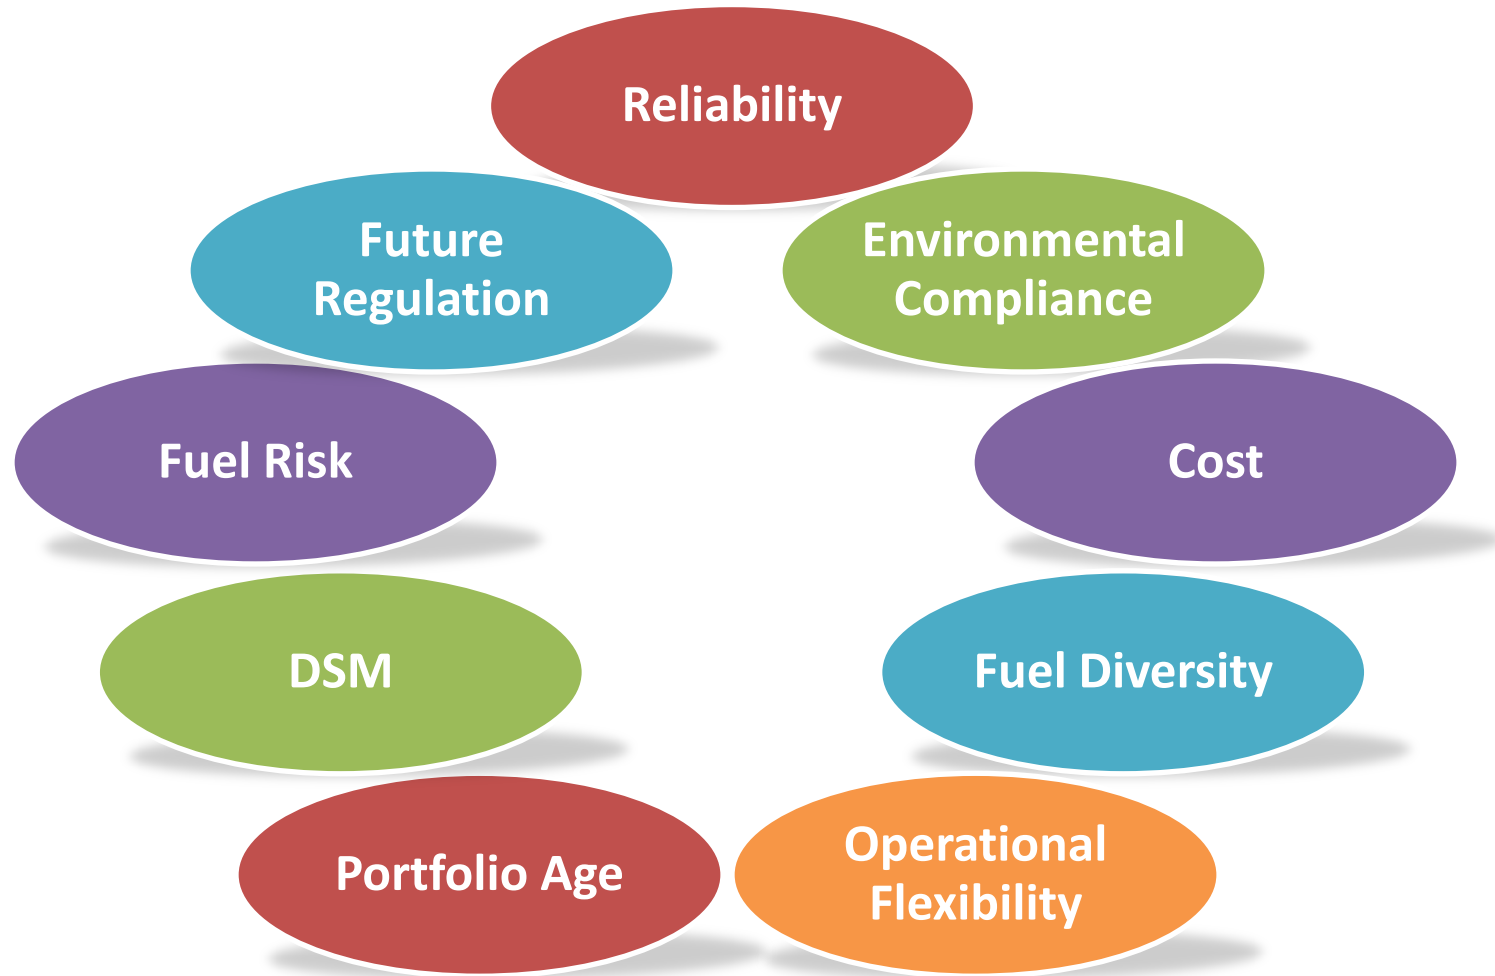 Reliability
Future
Regulation
Environmental
Compliance
Fuel Risk
Cost
DSM
Fuel Diversity
Portfolio Age
Operational
Flexibility